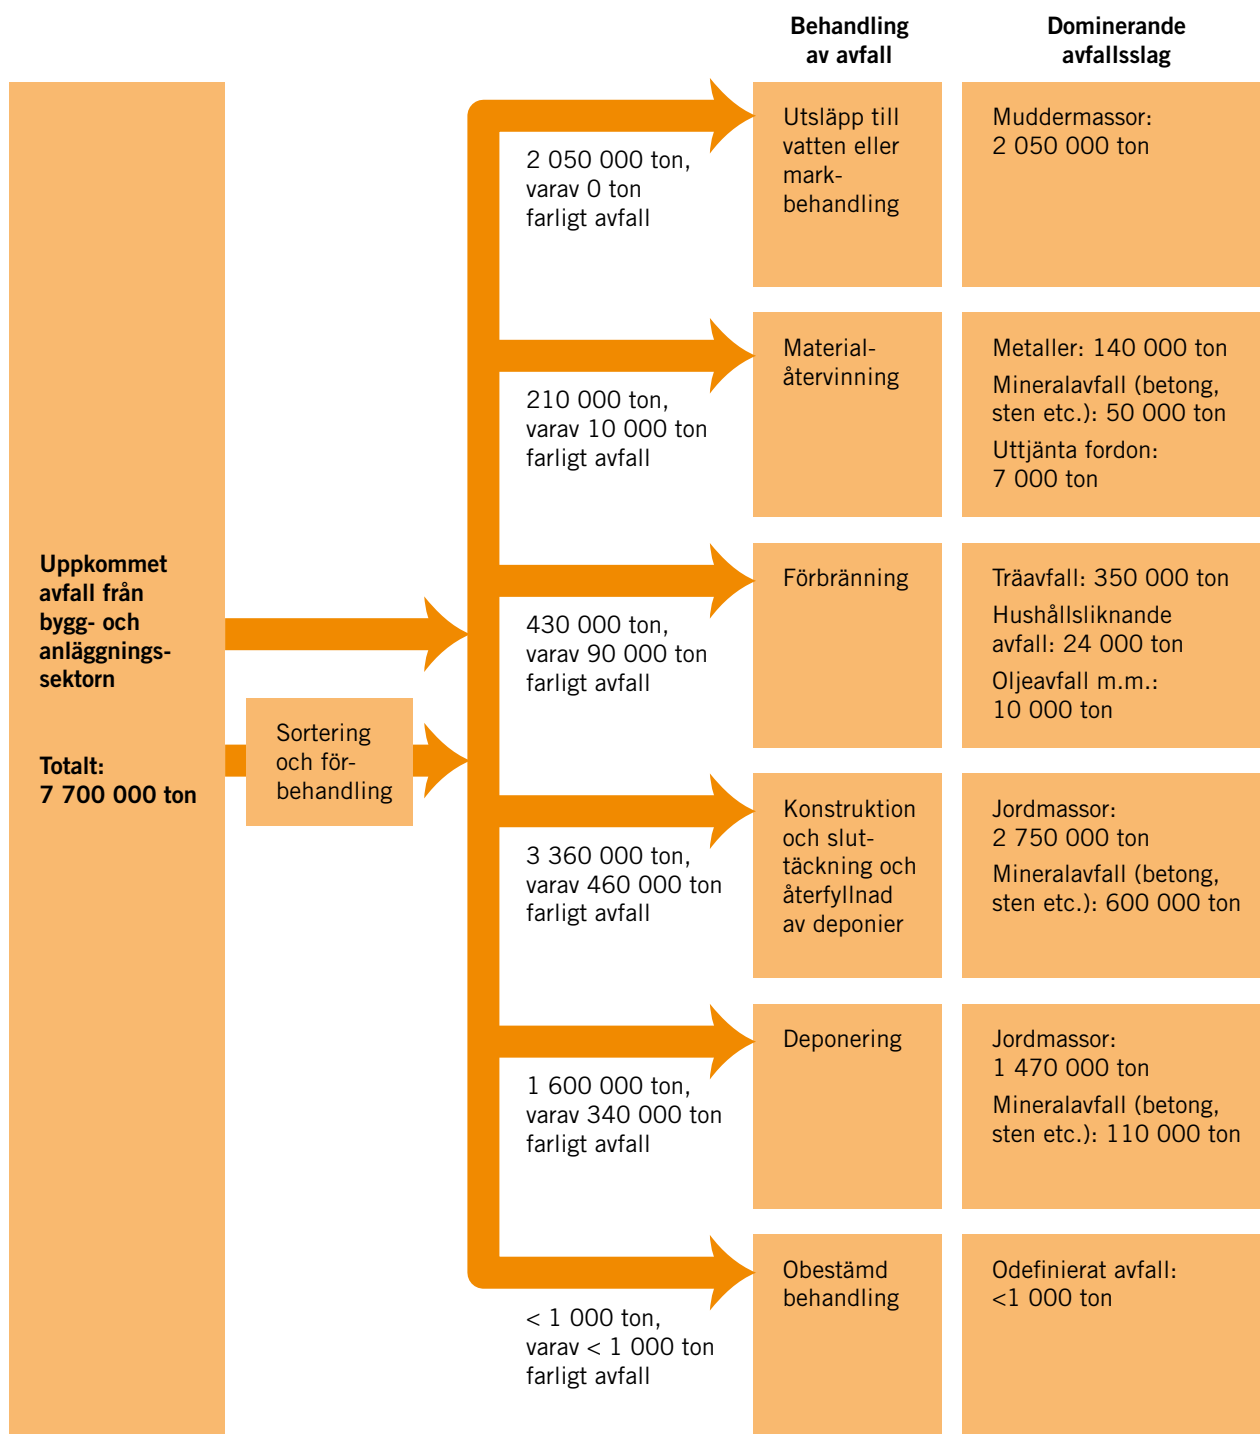 Behandling
av avfall
Dominerande
avfallsslag
Uppkommet
avfall från
bygg- och
anläggnings-
sektorn
Totalt:
7 700 000 ton
Sortering
och för-
behandling
2 050 000 ton,
varav 0 ton
farligt avfall
Utsläpp till
vatten eller
mark-
behandling
Muddermassor:
2 050 000 ton
210 000 ton,
varav 10 000 ton
farligt avfall
Material-
återvinning
Metaller: 140 000 ton
Mineralavfall (betong,
sten etc.): 50 000 ton
Uttjänta fordon:
7 000 ton
430 000 ton,
varav 90 000 ton
farligt avfall
Förbränning
Träavfall: 350 000 ton
Hushållsliknande
avfall: 24 000 ton
Oljeavfall m.m.:
10 000 ton
3 360 000 ton,
varav 460 000 ton
farligt avfall
Konstruktion
och slut-
täckning och
återfyllnad
av deponier
Jordmassor:
2 750 000 ton
Mineralavfall (betong,
sten etc.): 600 000 ton
1 600 000 ton,
varav 340 000 ton
farligt avfall
Deponering
Jordmassor:
1 470 000 ton
Mineralavfall (betong,
sten etc.): 110 000 ton
< 1 000 ton,
varav < 1 000 ton
farligt avfall
Obestämd
behandling
Odefinierat avfall:
<1 000 ton